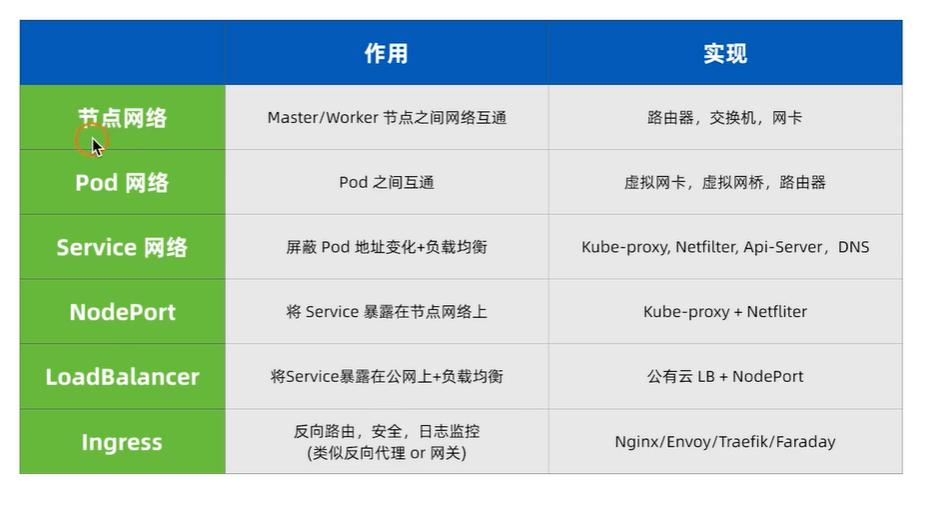 作用 实现
节点网络 Master/Worker 节点之间网络互通 路由器，交换机，网卡
Pod 网络 Pod 之间互通 虚拟网卡，虚拟网桥，路由器
Service 网络 屏蔽 Pod 地址变化+负载均衡 Kube-proxy, Netfilter, Api-Server，DNS
NodePort 将 Service 暴露在节点网络上 Kube-proxy + Netfliter
LoadBalancer 将Service暴露在公网上+负载均衡 公有云 LB + NodePort
Ingress 反向路由，安全，日志监控 Nginx/Envoy/Traefik/Faraday
(类似反向代理 or 网关)